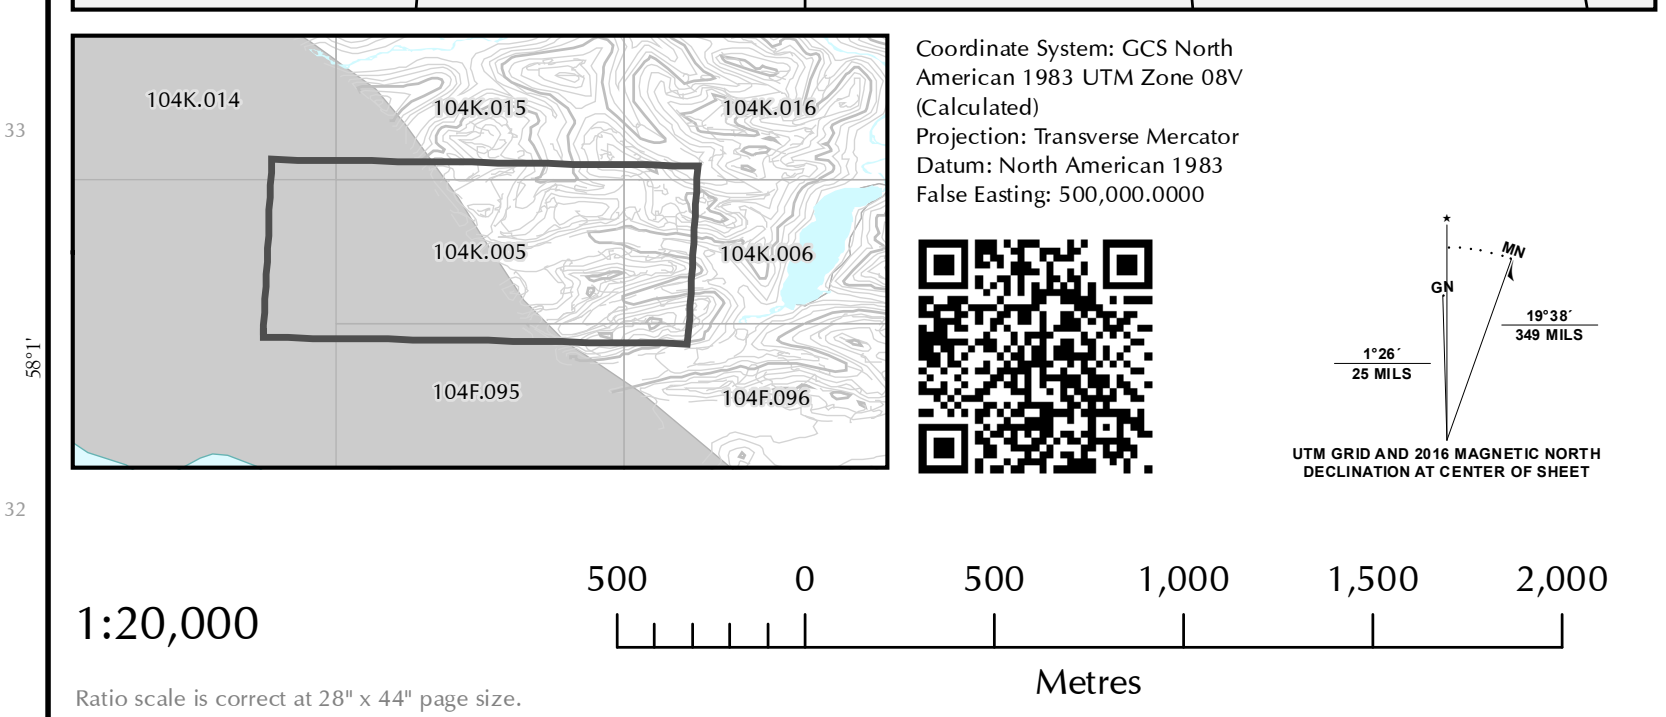 33
58°1'
32
104K.014
104K.015
104K.016
104K.005
104K.006
104F.095
104F.096
Coordinate System: GCS North
American 1983 UTM Zone 08V
(Calculated)
Projection: Transverse Mercator
Datum: North American 1983
False Easting: 500,000.0000
MN
GN
19°38´
349 MILS
1°26´
25 MILS
UTM GRID AND 2016 MAGNETIC NORTH
DECLINATION AT CENTER OF SHEET
500 0 500 1,000 1,500 2,000
1:20,000
Metres
Ratio scale is correct at 28" x 44" page size.